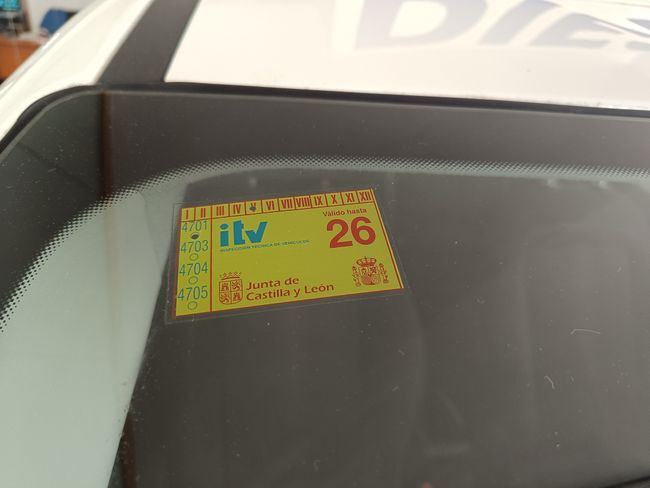 I II III IV VI VII VIII IX X XI XII
4701
4703
4704
4705
itv
INSPECCIÓN TÉCNICA DE VEHÍCULOS
Válido hasta
26
Junta de
Castilla y León